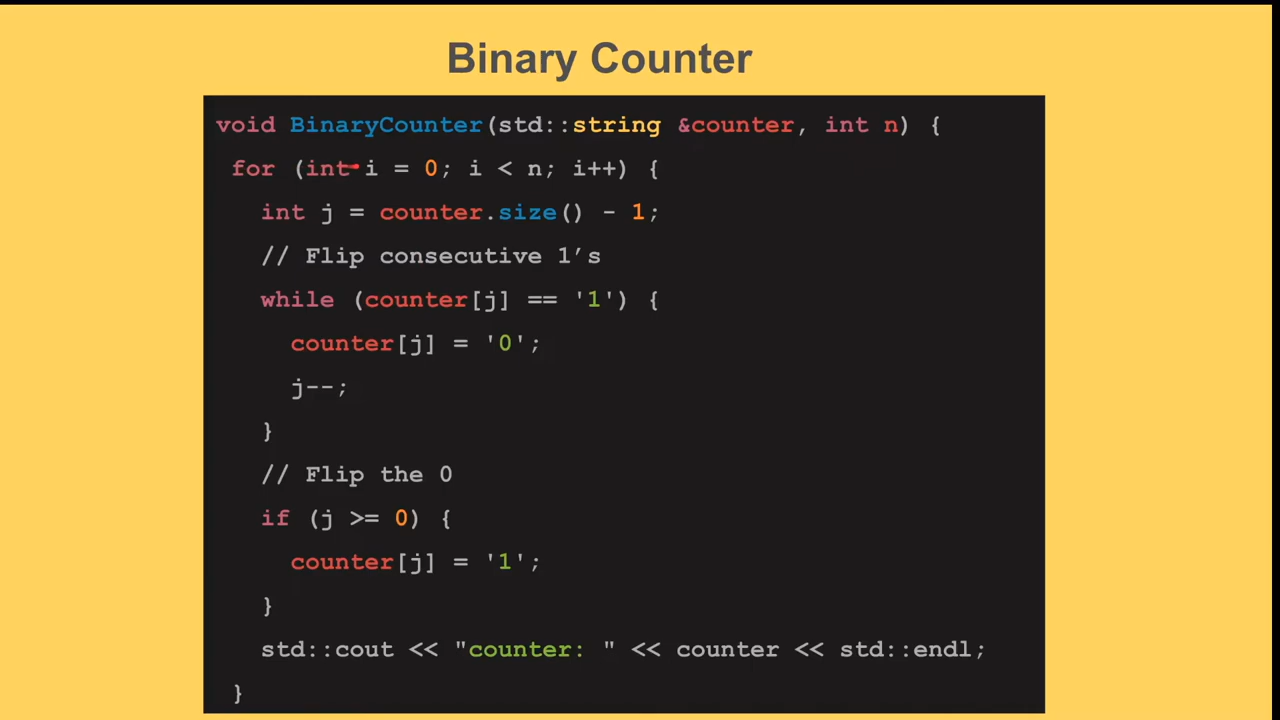 Binary Counter
void BinaryCounter(std::string &counter, int n) {
for (int i = 0; i < n; i++) {
int j = counter.size() - 1;
// Flip consecutive 1’s
while (counter[j] == '1') {
counter[j] = '0';
j--;
}
// Flip the 0
if (j >= 0) {
counter[j] = '1';
}
std::cout << "counter: " << counter << std::endl;
}